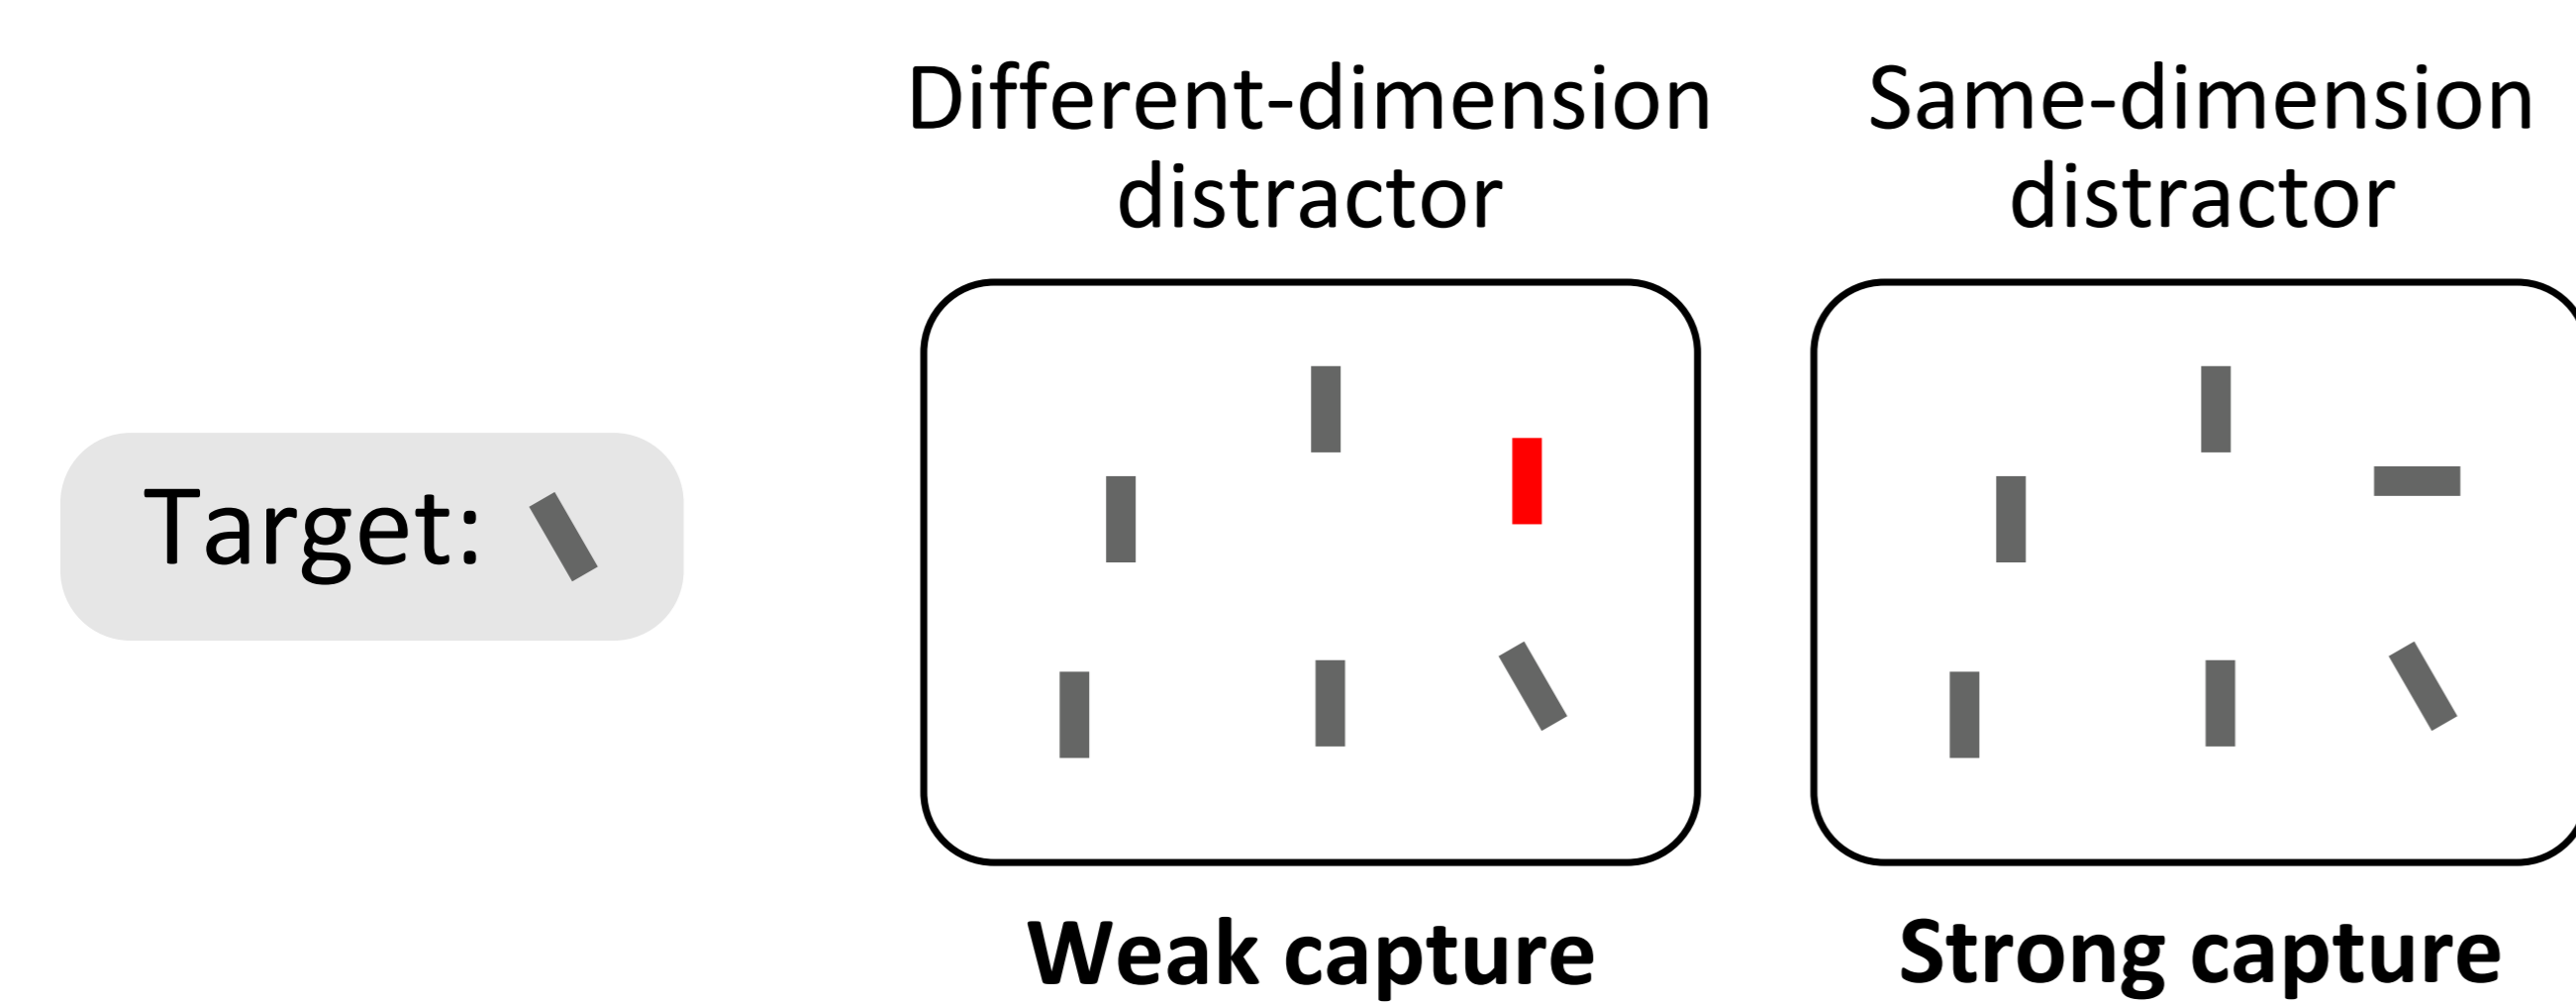 Different-dimension
distractor
Same-dimension
distractor
Target:
Weak capture
Strong capture